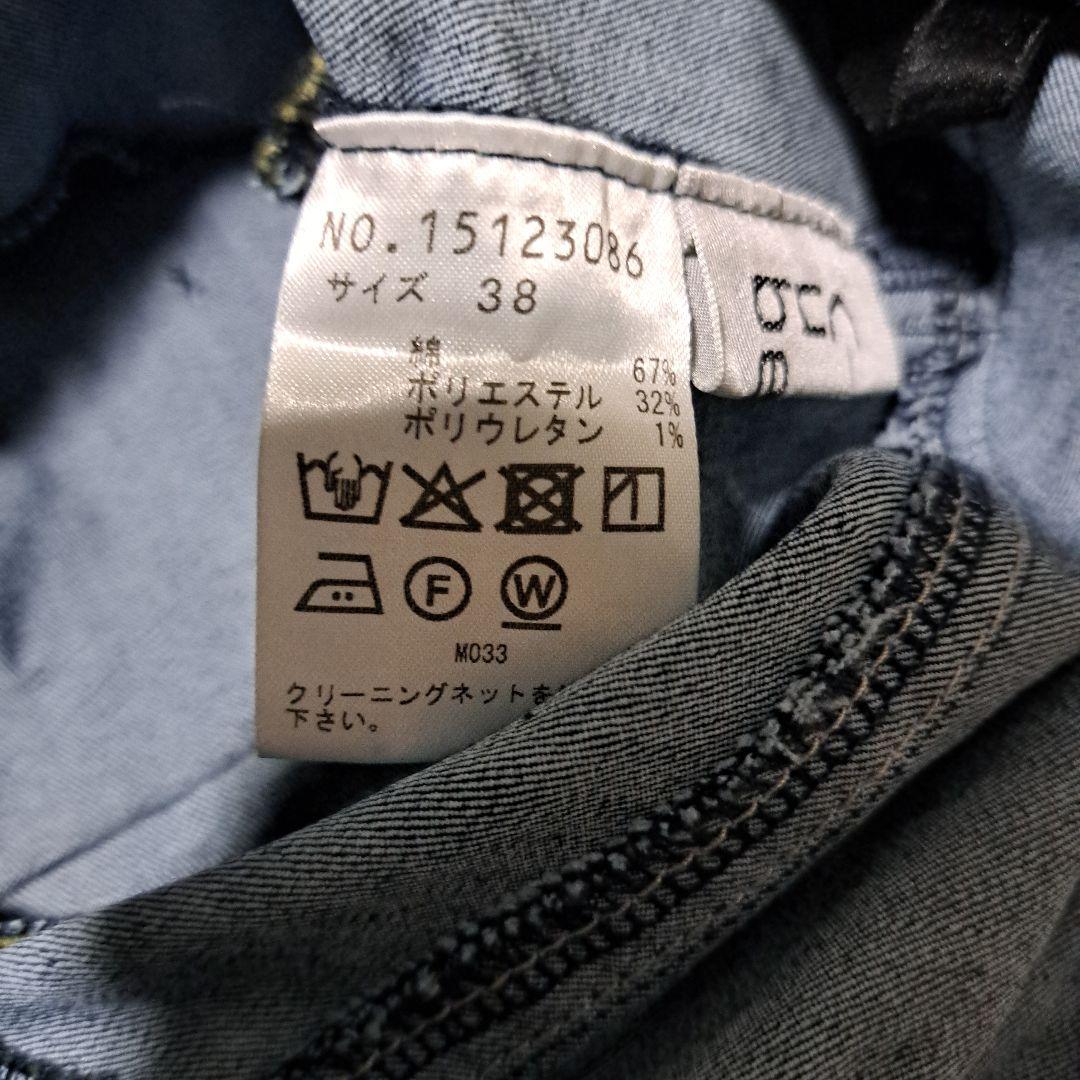 NO.15123086
サイズ 38
綿 67%
ポリエステル 32%
ポリウレタン 1%
F W
M033
クリーニングネットを
下さい。